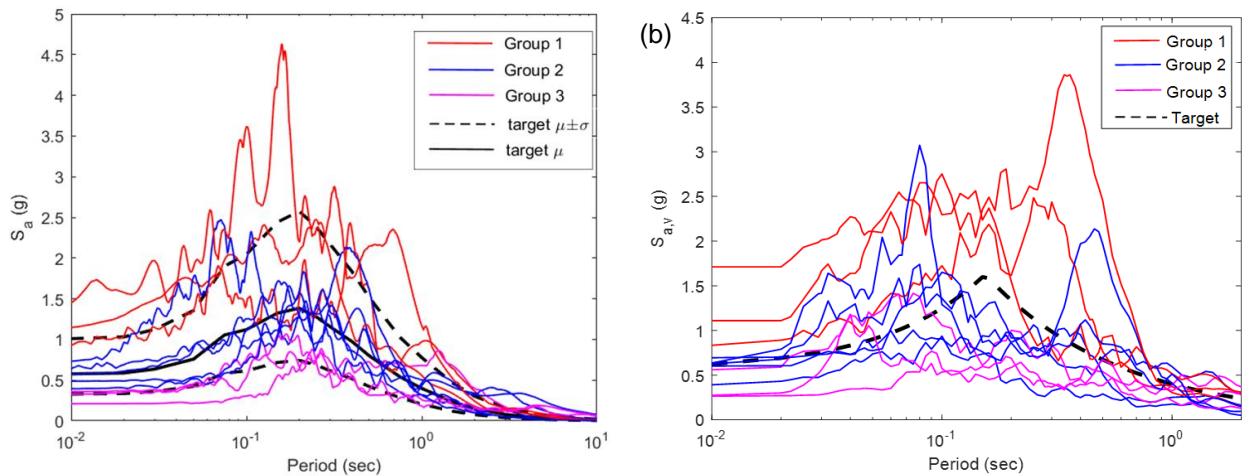 5
4.5
4
3.5
3
2.5
2
1.5
1
0.5
0
S_a (g)
Group 1
Group 2
Group 3
target μ±σ
target μ
10^-2
10^-1
10^0
10^1
Period (sec)
(b)
4.5
4
3.5
3
2.5
2
1.5
1
0.5
0
S_a,V (g)
Group 1
Group 2
Group 3
Target
10^-2
10^-1
10^0
Period (sec)